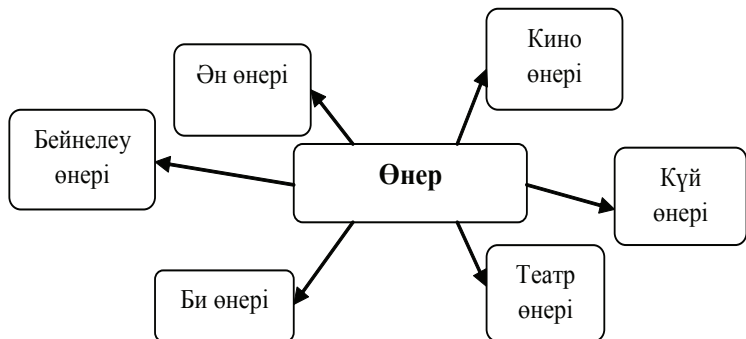 Кино
өнері
Ән өнері
Бейнелеу
өнері
Өнер
Күй
өнері
Би өнері
Театр
өнері